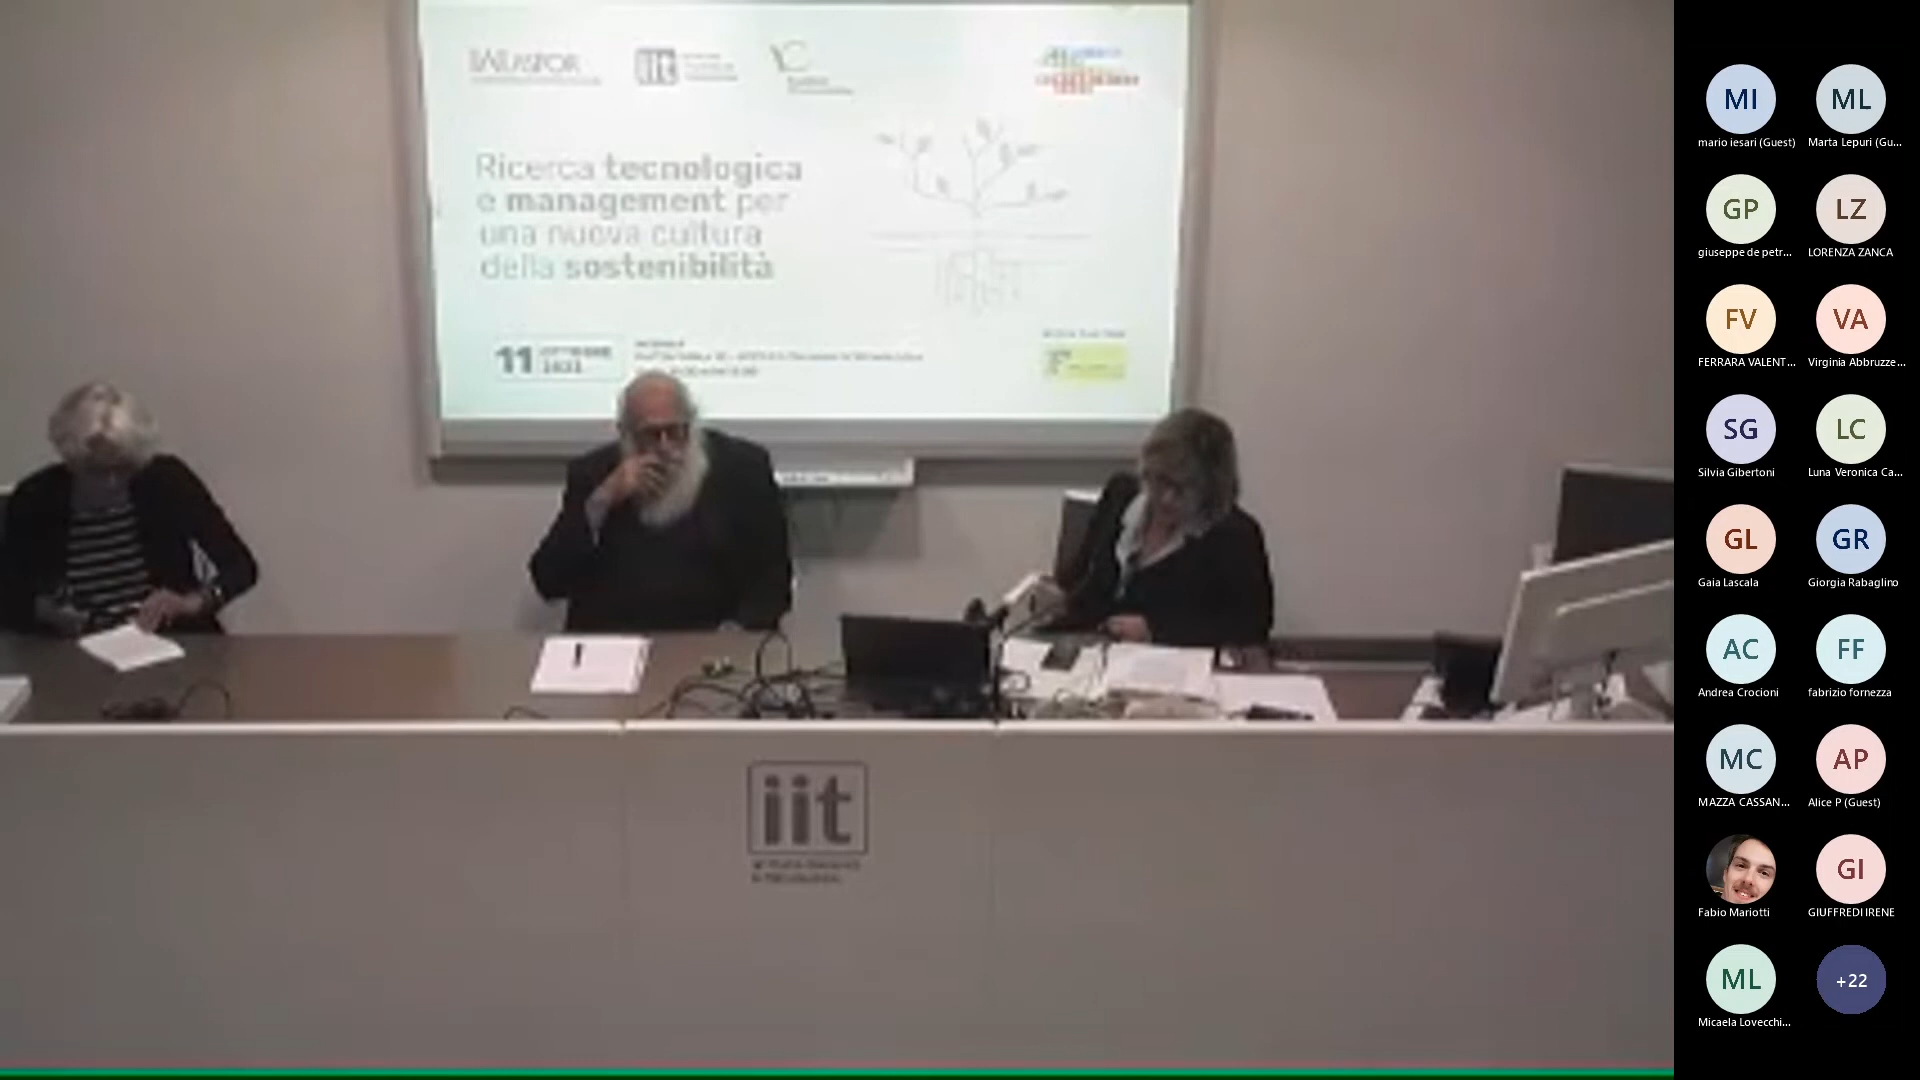 ASFOR
iit
Ricerca tecnologica
e management per
una nuova cultura
della sostenibilità
11
iit
MI
mario iesari (Guest)
ML
Marta Lepuri (Gu...
GP
giuseppe de petr...
LZ
LORENZA ZANCA
FV
FERRARA VALENT...
VA
Virginia Abbruzze...
SG
Silvia Gibertoni
LC
Luna Veronica Ca...
GL
Gaia Lascala
GR
Giorgia Rabaglino
AC
Andrea Crocioni
FF
fabrizio fornezza
MC
MAZZA CASSAN...
AP
Alice P (Guest)
Fabio Mariotti
GI
GIUFFREDI IRENE
ML
Micaela Lovecchi...
+22